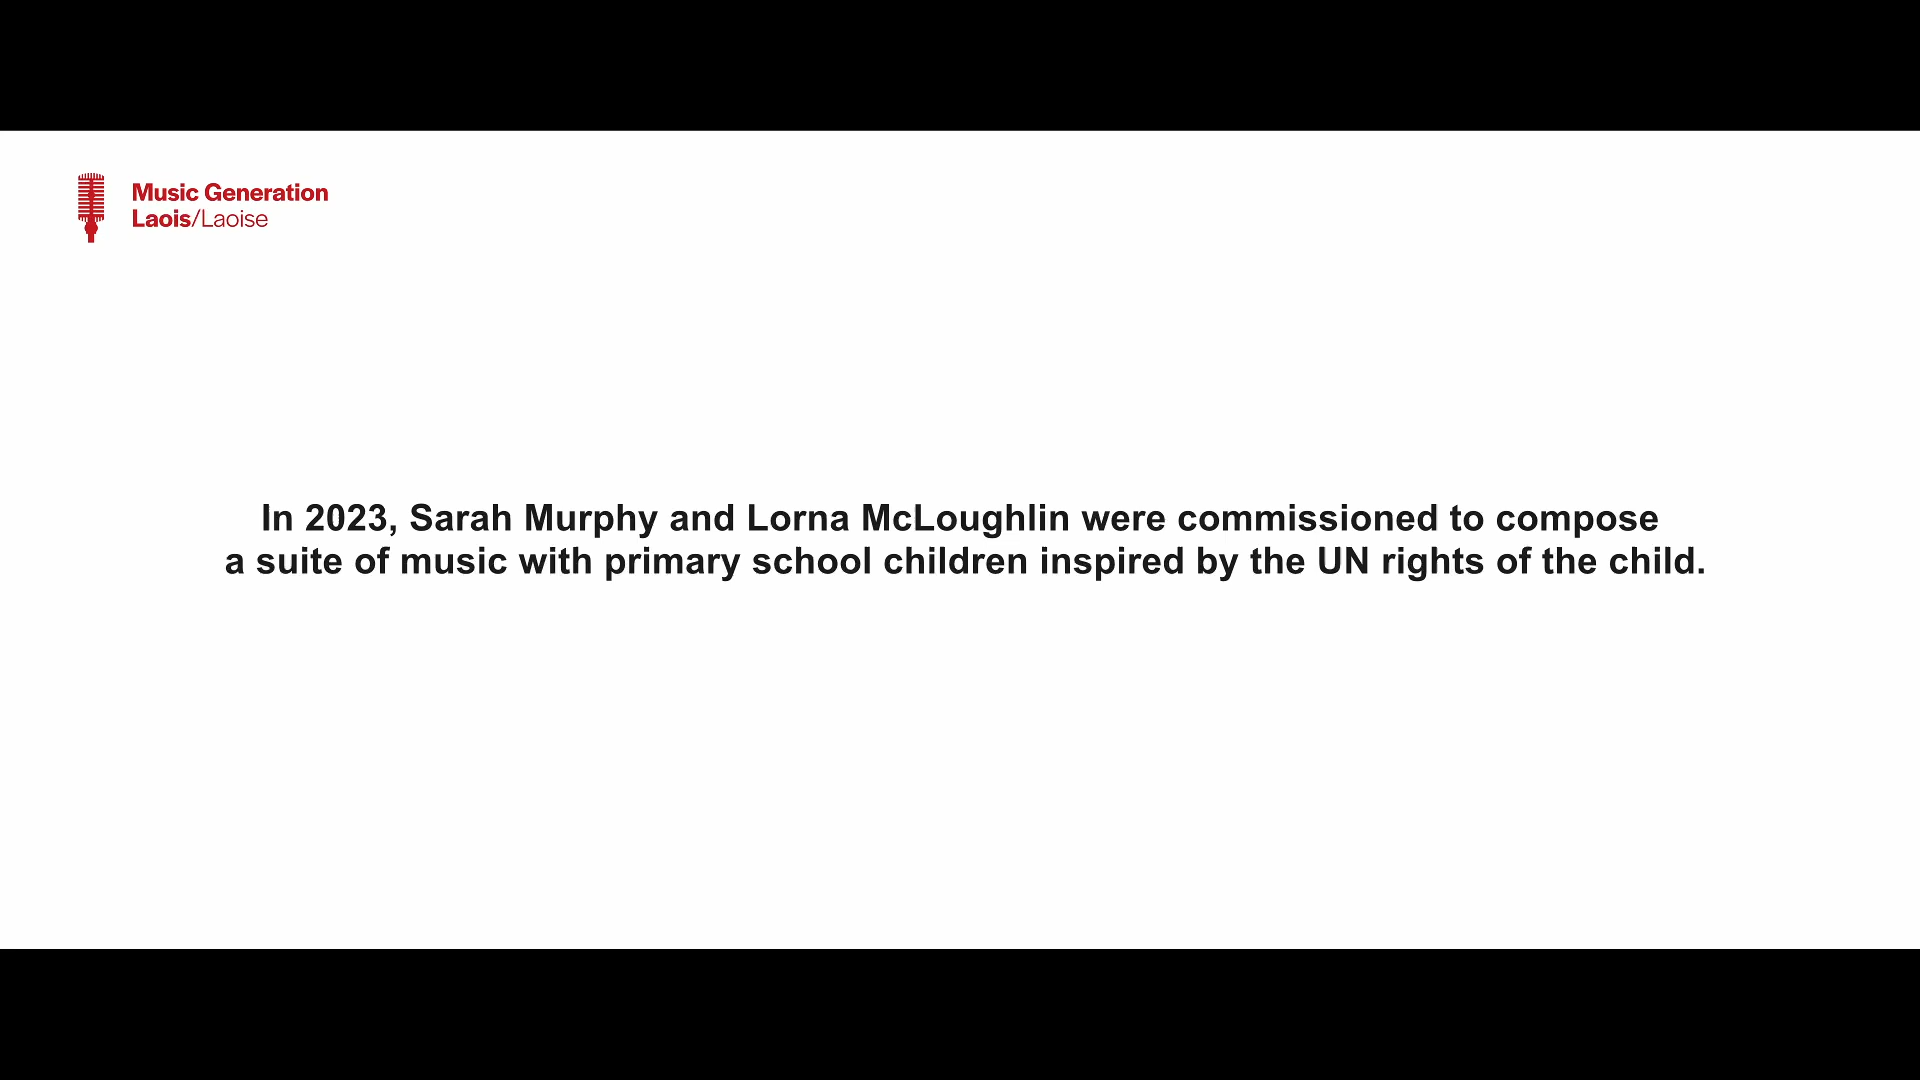 Music Generation
Laois/Laoise
In 2023, Sarah Murphy and Lorna McLoughlin were commissioned to compose
a suite of music with primary school children inspired by the UN rights of the child.